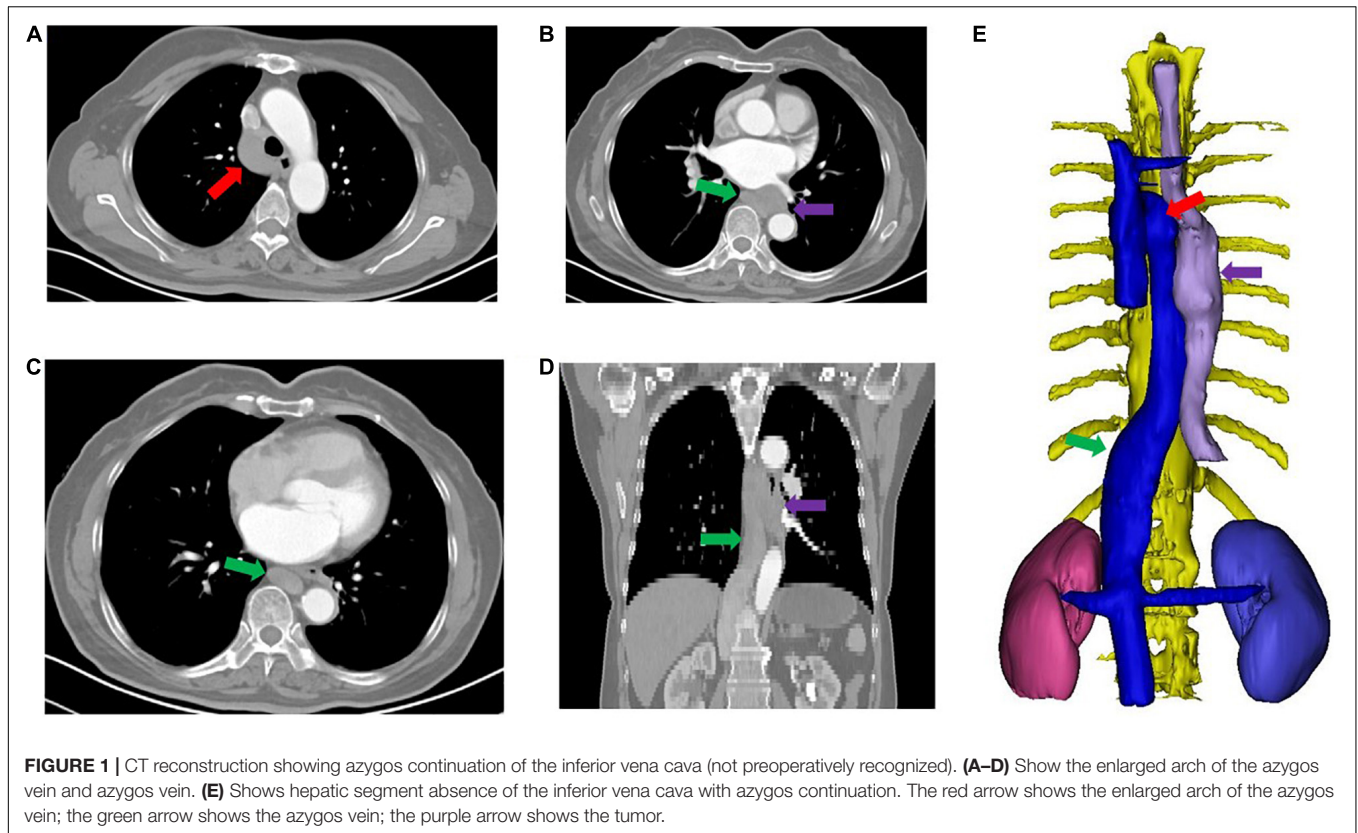 A
B
E
C
D
FIGURE 1 | CT reconstruction showing azygos continuation of the inferior vena cava (not preoperatively recognized). (A–D) Show the enlarged arch of the azygos
vein and azygos vein. (E) Shows hepatic segment absence of the inferior vena cava with azygos continuation. The red arrow shows the enlarged arch of the azygos
vein; the green arrow shows the azygos vein; the purple arrow shows the tumor.